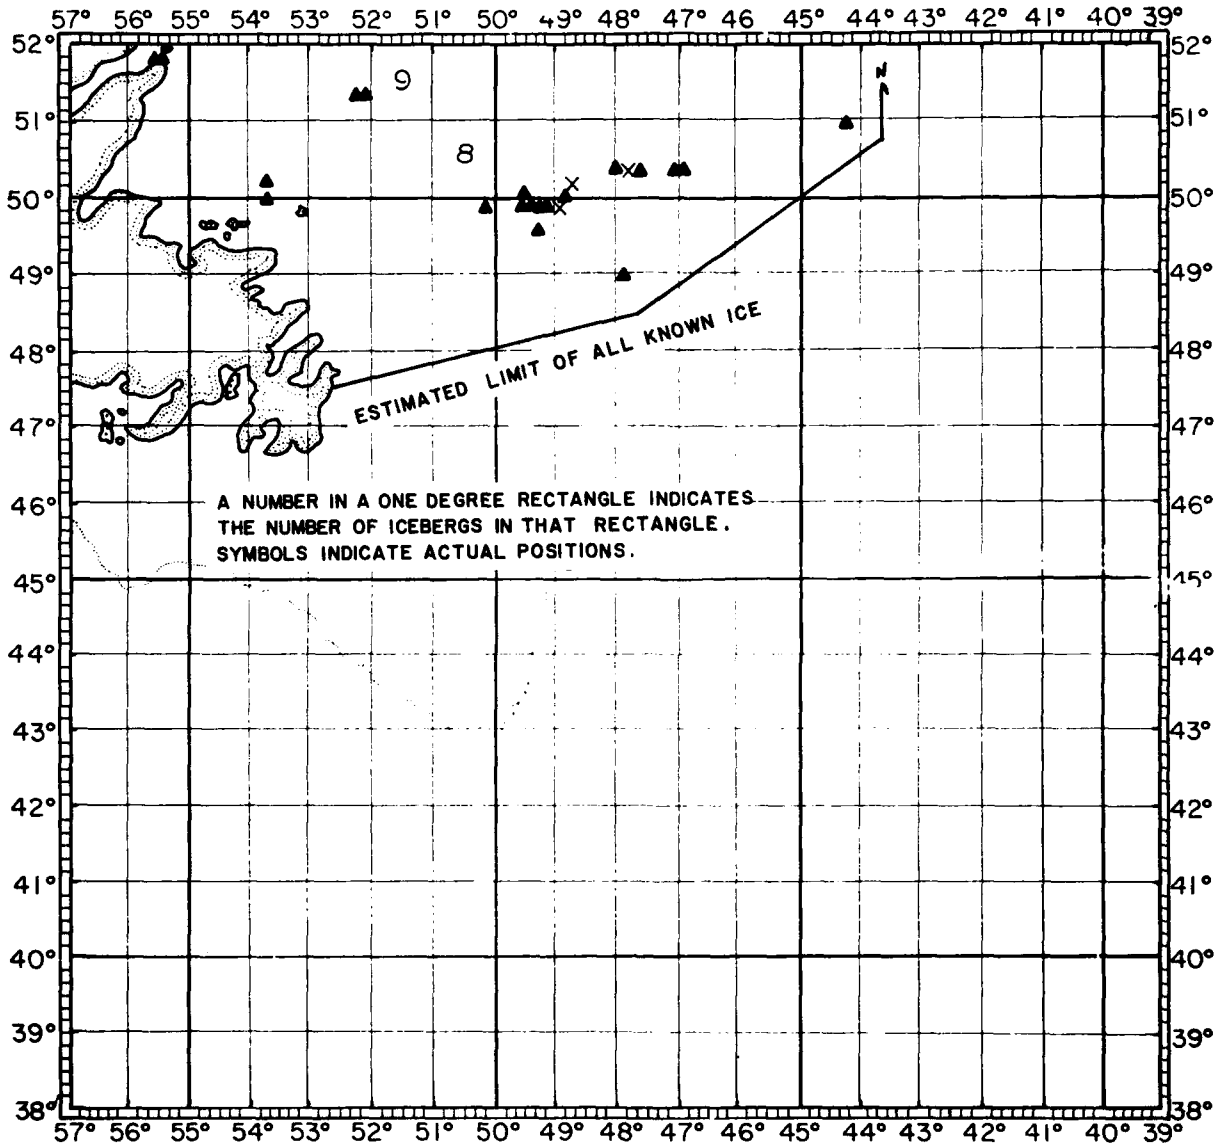 57° 56° 55° 54° 53° 52° 51° 50° 49° 48° 47° 46 45° 44° 43° 42° 41° 40° 39°
52° 52°
N
9
51° 51°
8
50° 50°
49° 49°
48° 48°
ESTIMATED LIMIT OF ALL KNOWN ICE
47° 47°
A NUMBER IN A ONE DEGREE RECTANGLE INDICATES
46° 46°
THE NUMBER OF ICEBERGS IN THAT RECTANGLE.
SYMBOLS INDICATE ACTUAL POSITIONS.
45° 45°
44° 44°
43° 43°
42° 42°
41° 41°
40° 40°
39° 39°
38° 38°
57° 56° 55° 54° 53° 52° 51° 50° 49° 48° 47° 46° 45° 44° 43° 42° 41° 40° 39°